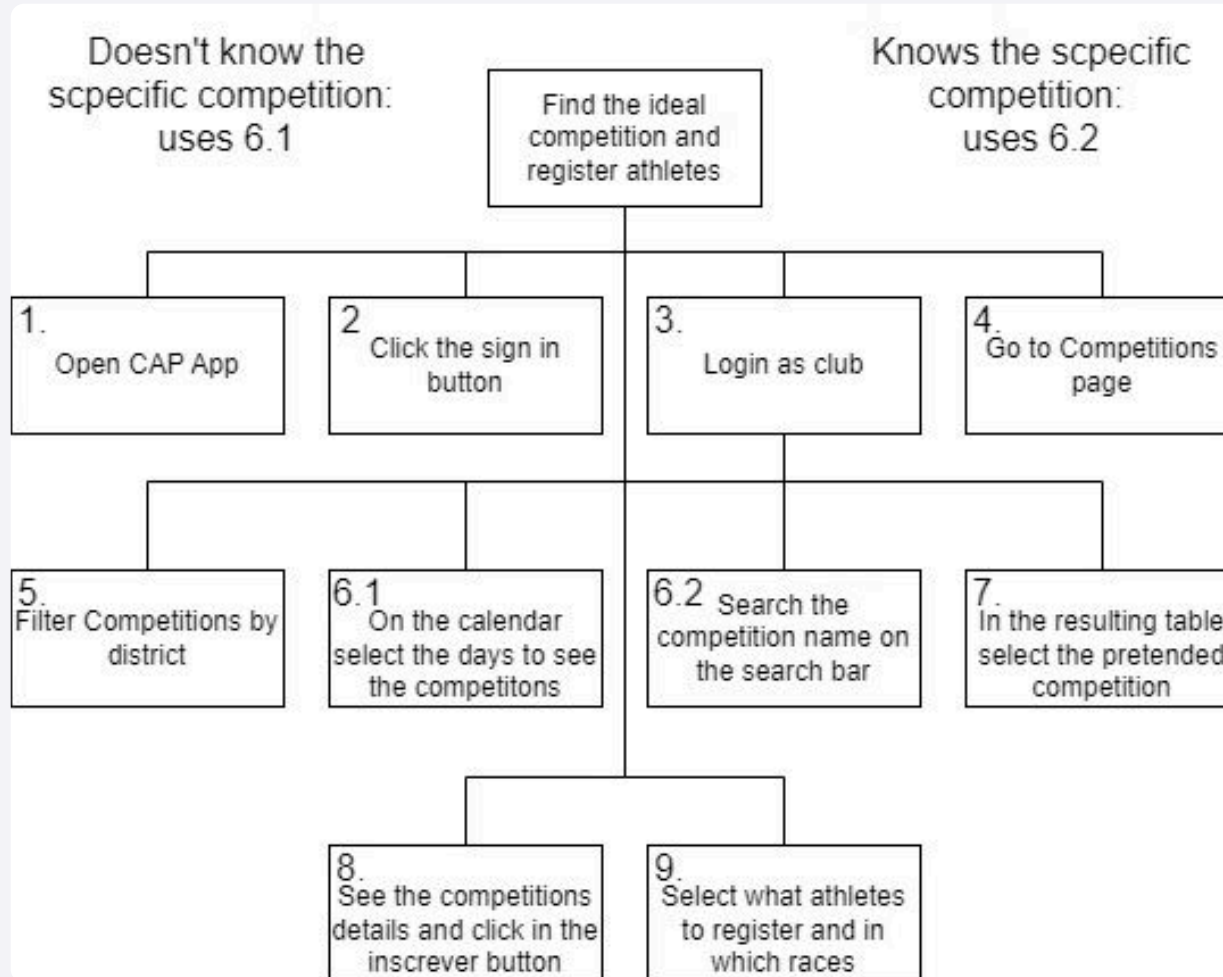 Doesn't know the
scpecific competition:
uses 6.1
Knows the scpecific
competition:
uses 6.2
Find the ideal
competition and
register athletes
1.
Open CAP App
2
Click the sign in
button
3.
Login as club
4.
Go to Competitions
page
5.
Filter Competitions by
district
6.1
On the calendar
select the days to see
the competitons
6.2
Search the
competition name on
the search bar
7.
In the resulting table
select the pretended
competition
8.
See the competitions
details and click in the
inscrever button
9.
Select what athletes
to register and in
which races